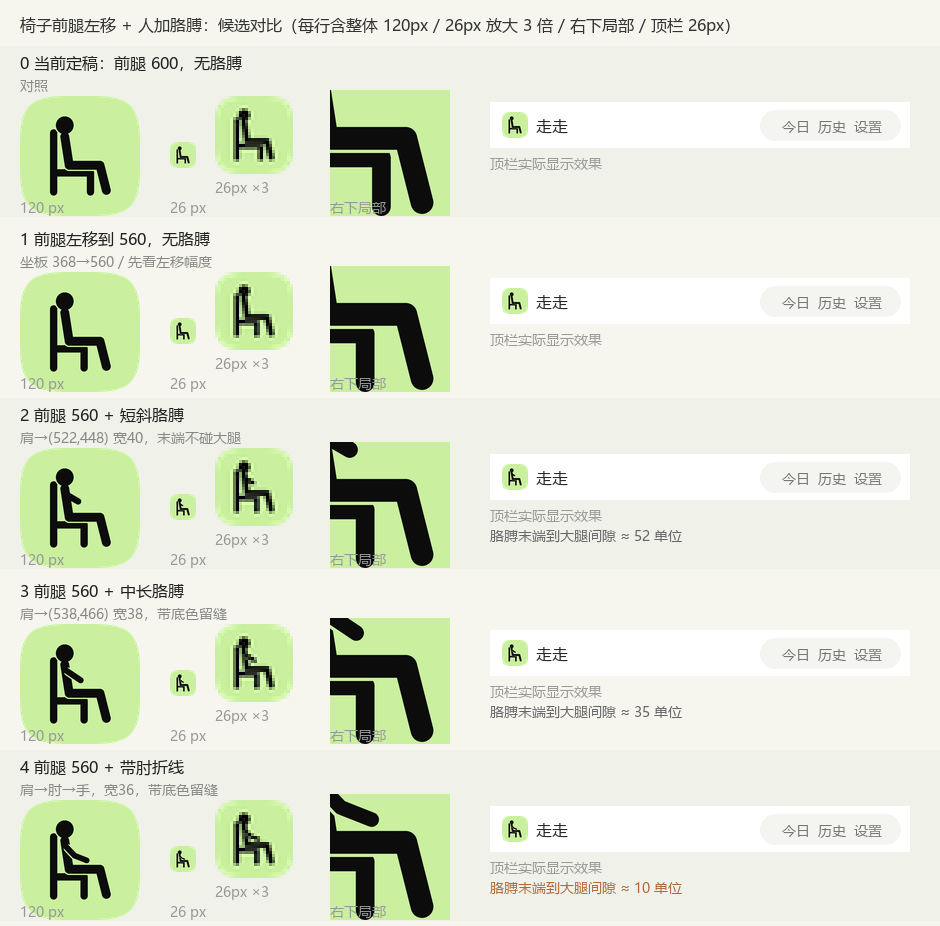 椅子前腿左移 + 人加胳膊：候选对比（每行含整体 120px / 26px 放大 3 倍 / 右下局部 / 顶栏 26px）
0 当前定稿：前腿 600，无胳膊
对照
走走
今日 历史 设置
顶栏实际显示效果
26px ×3
120 px
26 px
右下局部
1 前腿左移到 560，无胳膊
坐板 368→560 / 先看左移幅度
走走
今日 历史 设置
顶栏实际显示效果
26px ×3
120 px
26 px
右下局部
2 前腿 560 + 短斜胳膊
肩→(522,448) 宽40，末端不碰大腿
走走
今日 历史 设置
顶栏实际显示效果
胳膊末端到大腿间隙 ≈ 52 单位
26px ×3
120 px
26 px
右下局部
3 前腿 560 + 中长胳膊
肩→(538,466) 宽38，带底色留缝
走走
今日 历史 设置
顶栏实际显示效果
胳膊末端到大腿间隙 ≈ 35 单位
26px ×3
120 px
26 px
右下局部
4 前腿 560 + 带肘折线
肩→肘→手，宽36，带底色留缝
走走
今日 历史 设置
顶栏实际显示效果
胳膊末端到大腿间隙 ≈ 10 单位
26px ×3
120 px
26 px
右下局部